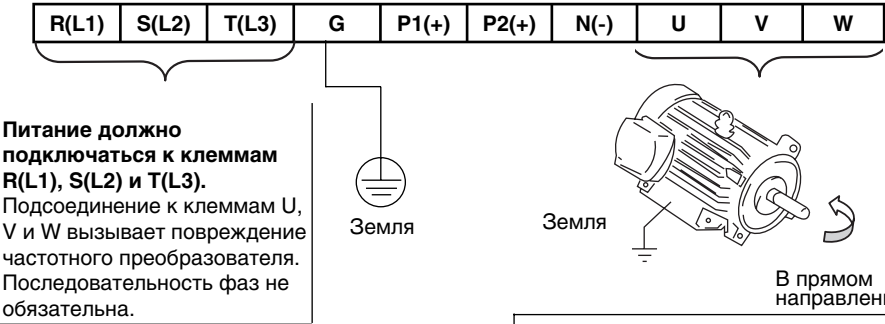 R(L1) S(L2) T(L3) G P1(+) P2(+) N(-) U V W
Питание должно
подключаться к клеммам
R(L1), S(L2) и T(L3).
Подсоединение к клеммам U,
V и W вызывает повреждение
частотного преобразователя.
Последовательность фаз не
обязательна.
Земля
Земля
В прямом